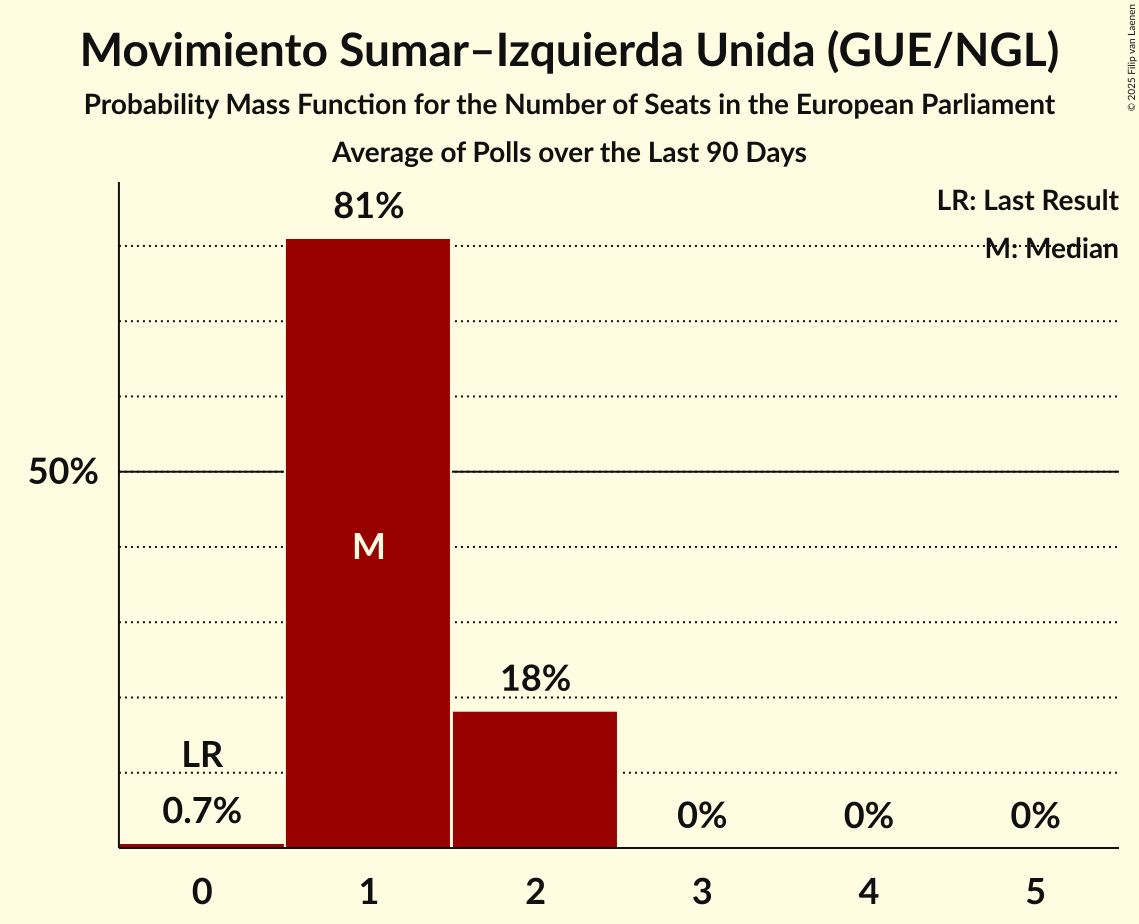 Movimiento Sumar–Izquierda Unida (GUE/NGL)
Probability Mass Function for the Number of Seats in the European Parliament
Average of Polls over the Last 90 Days
© 2025 Filip van Laenen
LR: Last Result
M: Median
81%
50%
M
18%
LR
0.7%
0%
0%
0%
0
1
2
3
4
5